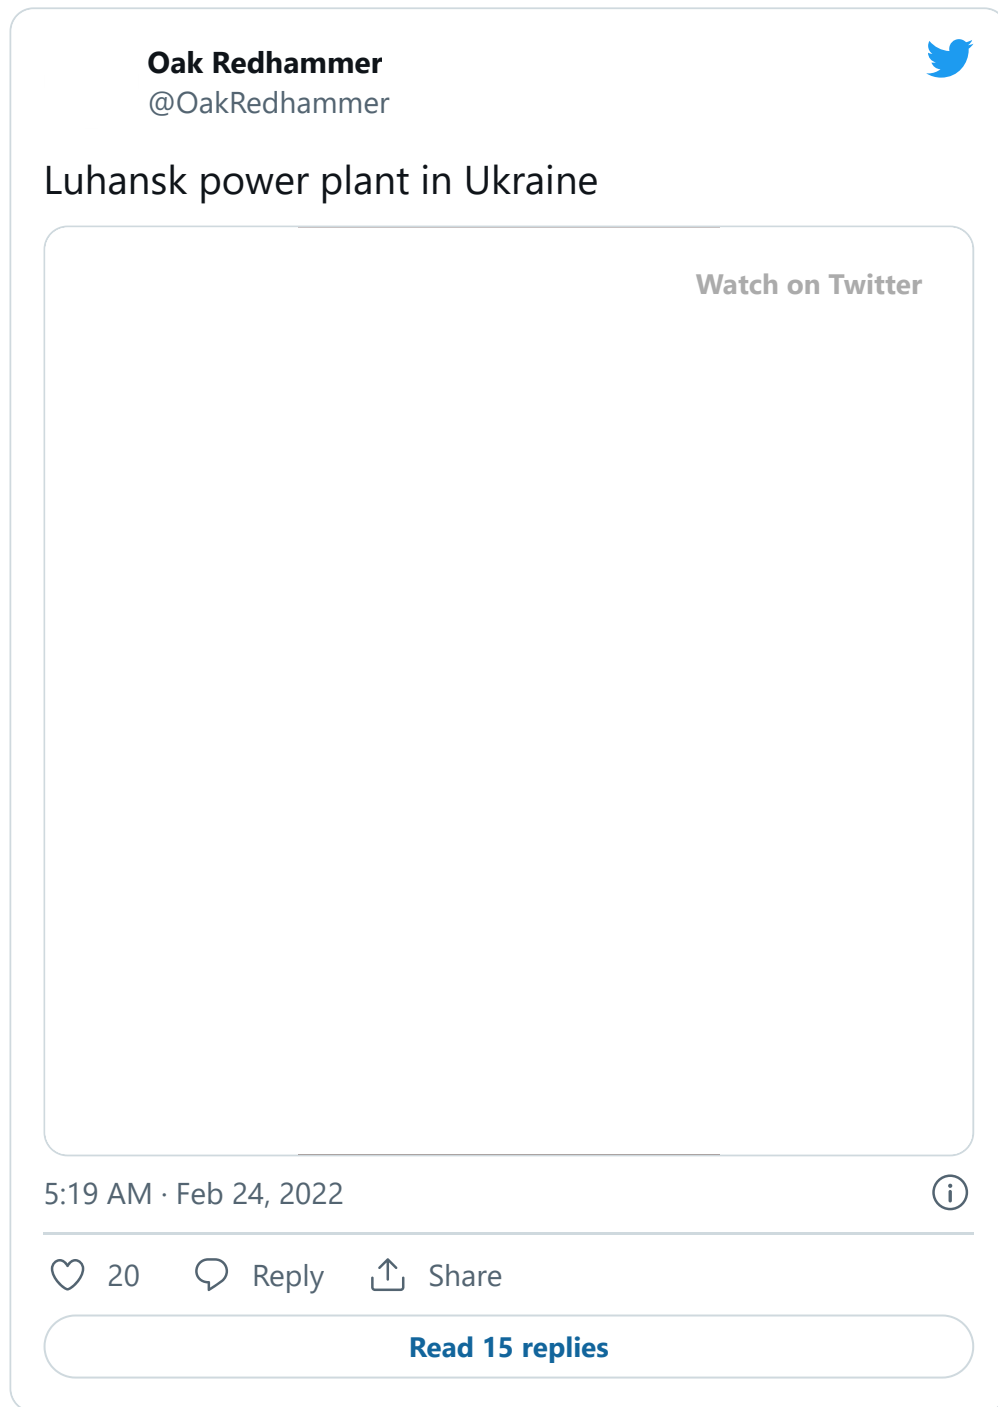 Oak Redhammer
@OakRedhammer
Luhansk power plant in Ukraine
Watch on Twitter
5:19 AM · Feb 24, 2022
20 Reply Share
Read 15 replies